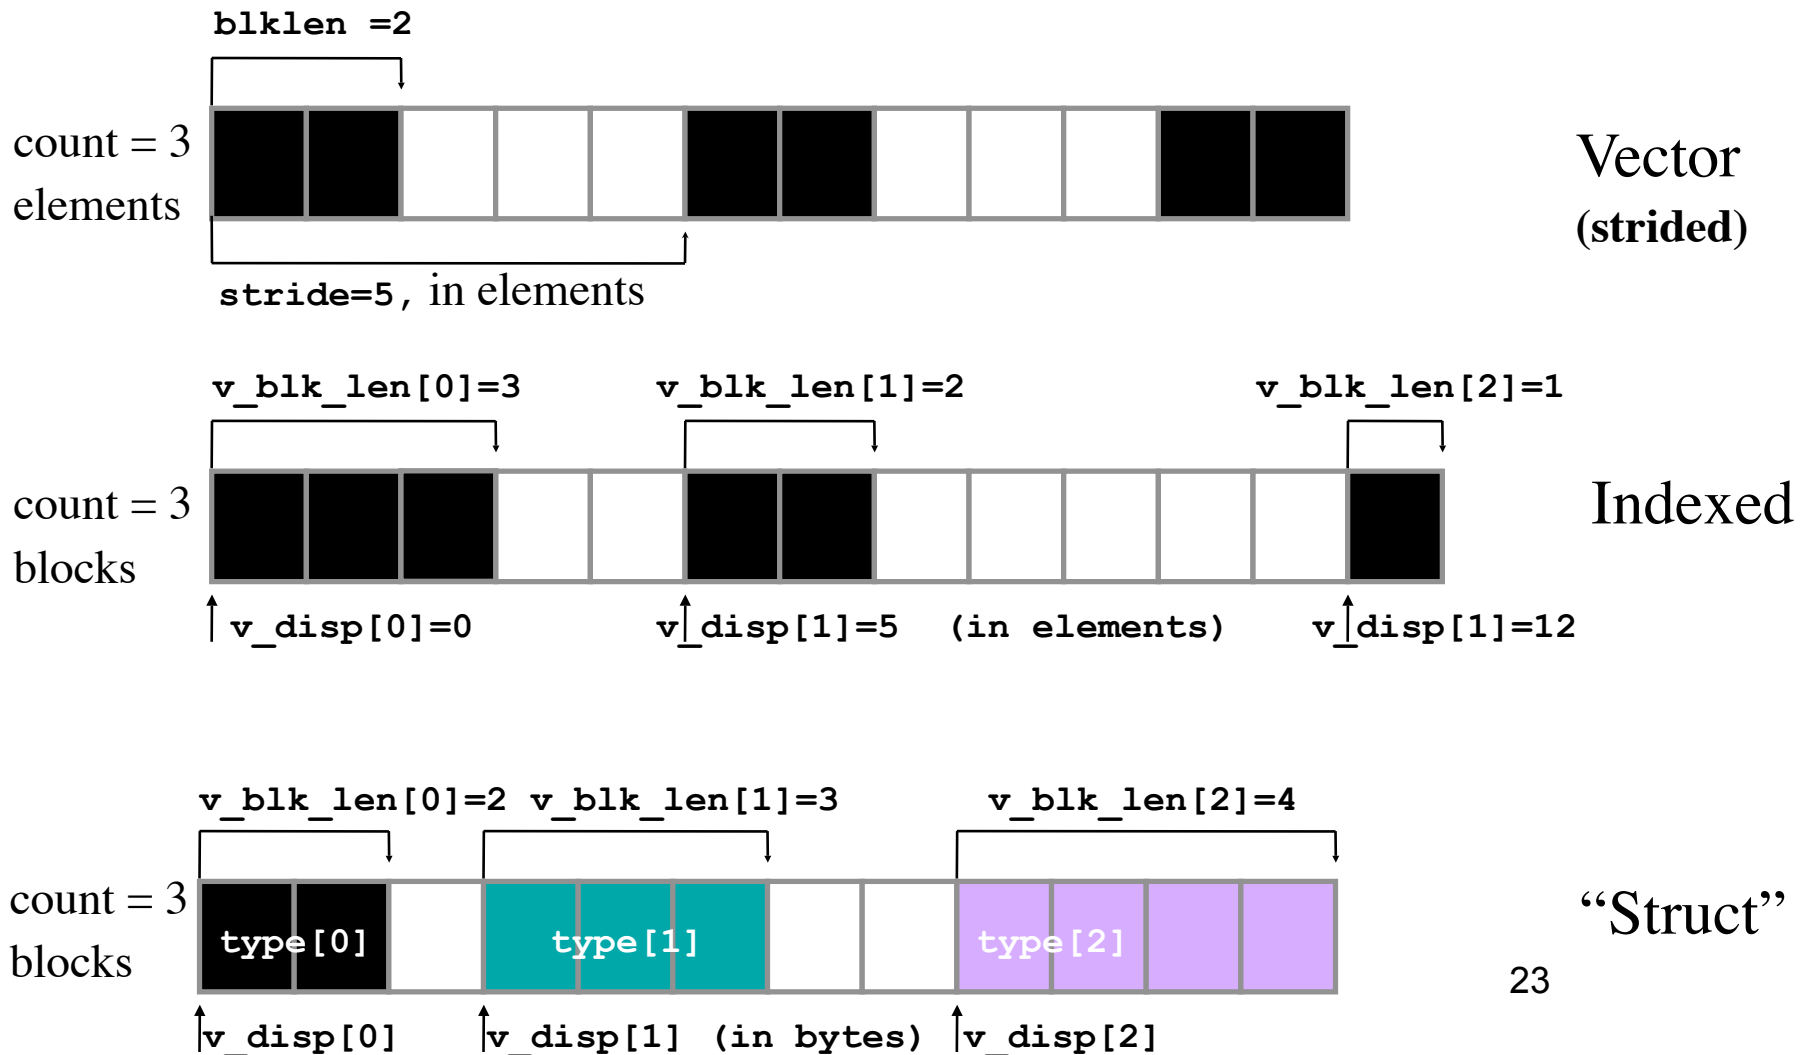 blklen =2
count = 3
elements
stride=5, in elements
Vector
(strided)
v_blk_len[0]=3 v_blk_len[1]=2 v_blk_len[2]=1
count = 3
blocks
v_disp[0]=0 v_disp[1]=5 (in elements) v_disp[1]=12
Indexed
v_blk_len[0]=2 v_blk_len[1]=3 v_blk_len[2]=4
count = 3
blocks
type[0] type[1] type[2]
v_disp[0] v_disp[1] (in bytes) v_disp[2]
“Struct”
23